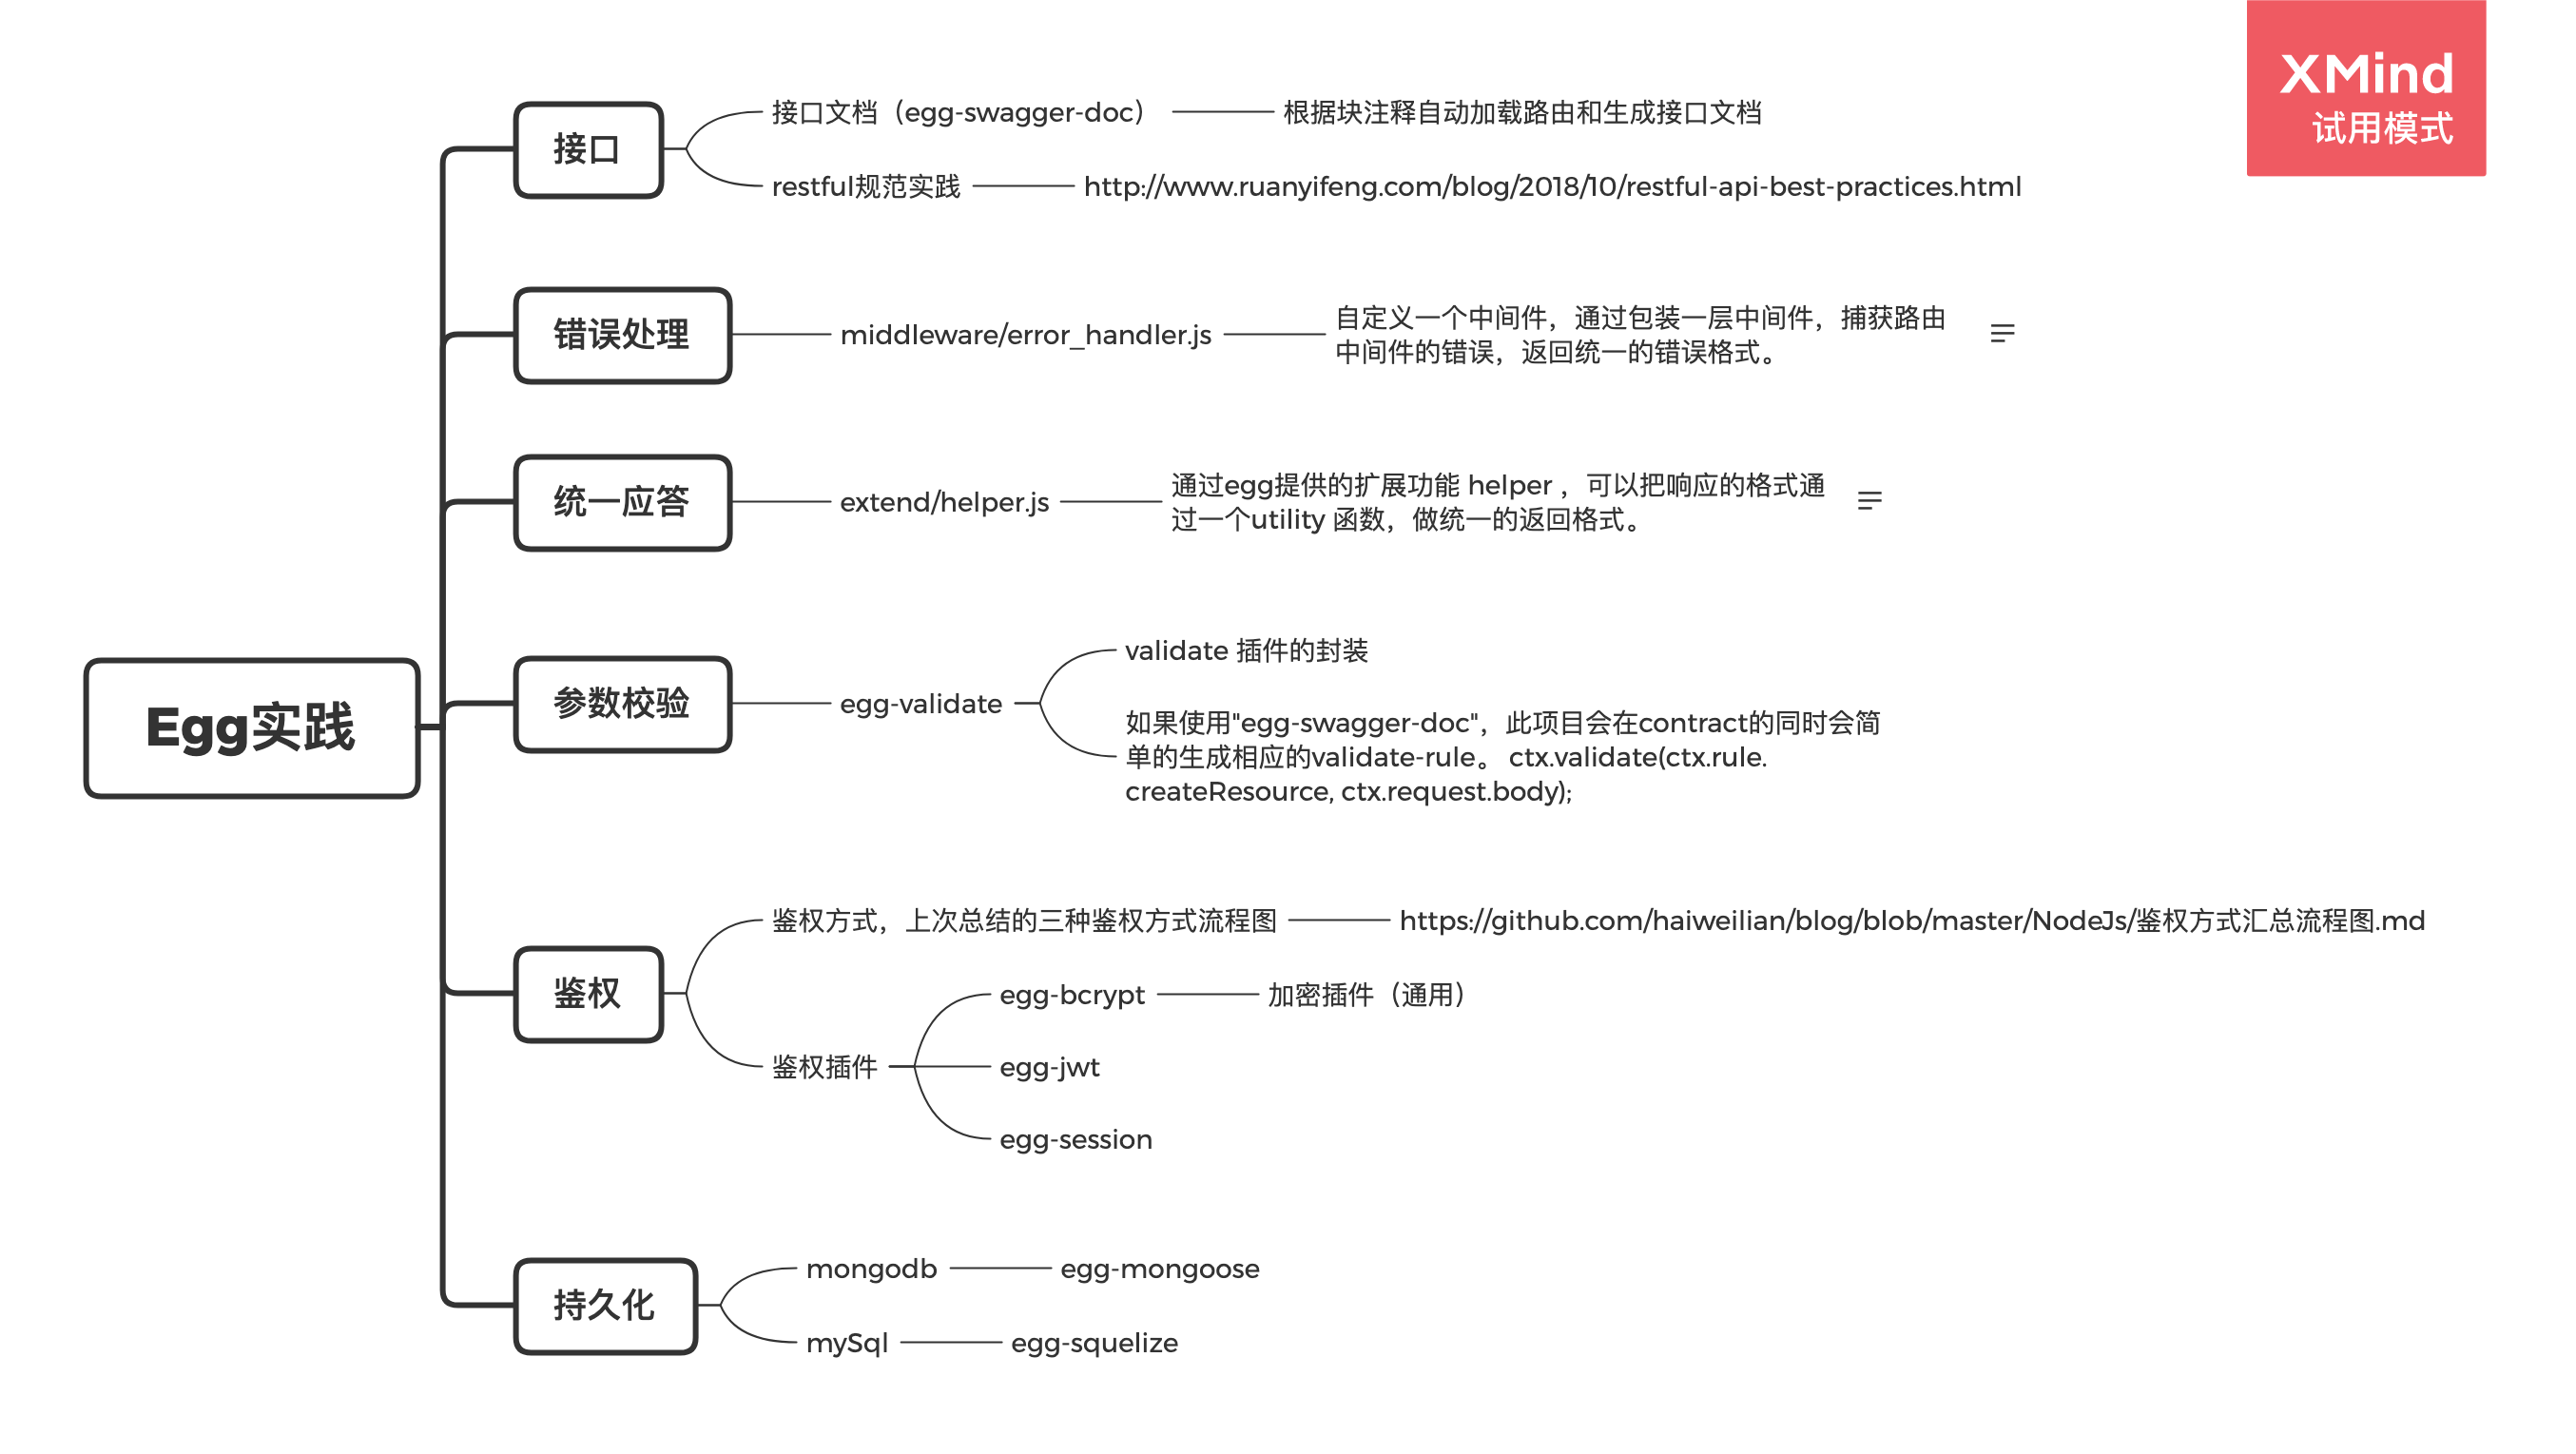 XMind
试用模式
Egg实践
接口
接口文档（egg-swagger-doc）
根据块注释自动加载路由和生成接口文档
restful规范实践
http://www.ruanyifeng.com/blog/2018/10/restful-api-best-practices.html
错误处理
middleware/error_handler.js
自定义一个中间件，通过包装一层中间件，捕获路由
中间件的错误，返回统一的错误格式。
统一应答
extend/helper.js
通过egg提供的扩展功能 helper ，可以把响应的格式通
过一个utility 函数，做统一的返回格式。
参数校验
egg-validate
validate 插件的封装
如果使用"egg-swagger-doc"，此项目会在contract的同时会简
单的生成相应的validate-rule。 ctx.validate(ctx.rule.
createResource, ctx.request.body);
鉴权
鉴权方式，上次总结的三种鉴权方式流程图
https://github.com/haiweilian/blog/blob/master/NodeJs/鉴权方式汇总流程图.md
鉴权插件
egg-bcrypt
加密插件（通用）
egg-jwt
egg-session
持久化
mongodb
egg-mongoose
mySql
egg-squelize